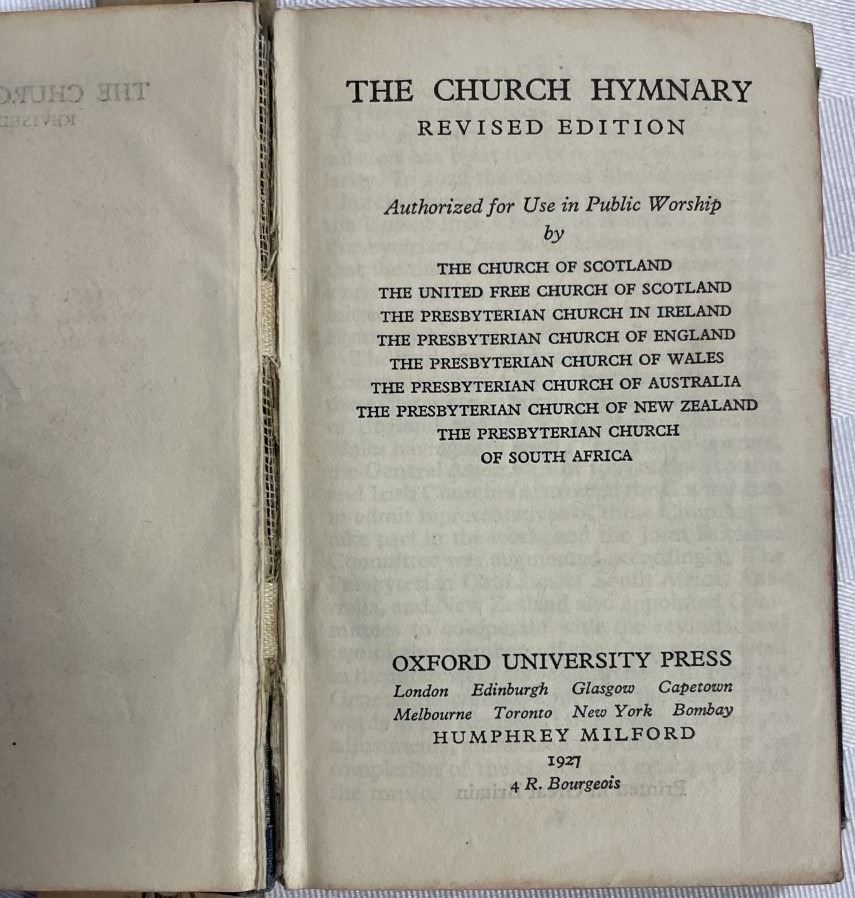 THE CHURCH HYMNARY
REVISED EDITION
Authorized for Use in Public Worship
by
THE CHURCH OF SCOTLAND
THE UNITED FREE CHURCH OF SCOTLAND
THE PRESBYTERIAN CHURCH IN IRELAND
THE PRESBYTERIAN CHURCH OF ENGLAND
THE PRESBYTERIAN CHURCH OF WALES
THE PRESBYTERIAN CHURCH OF AUSTRALIA
THE PRESBYTERIAN CHURCH OF NEW ZEALAND
THE PRESBYTERIAN CHURCH
OF SOUTH AFRICA
OXFORD UNIVERSITY PRESS
London Edinburgh Glasgow Capetown
Melbourne Toronto New York Bombay
HUMPHREY MILFORD
1927
4 R. Bourgeois